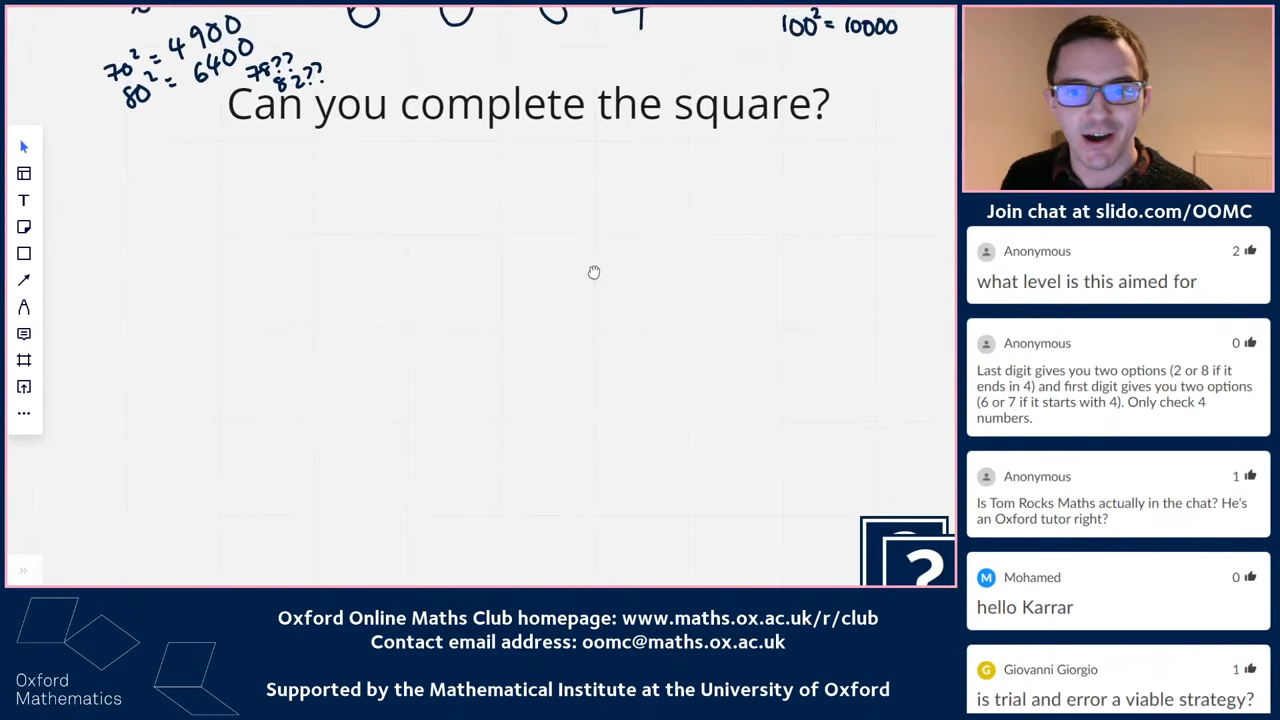 6 0 8 4
100² = 10000
70² = 4900
80² = 6400
78??
82??
Can you complete the square?
T
?
Join chat at slido.com/OOMC
Anonymous 2
what level is this aimed for
Anonymous 0
Last digit gives you two options (2 or 8 if it
ends in 4) and first digit gives you two options
(6 or 7 if it starts with 4). Only check 4
numbers.
Anonymous 1
Is Tom Rocks Maths actually in the chat? He's
an Oxford tutor right?
M Mohamed 0
hello Karrar
G Giovanni Giorgio 1
is trial and error a viable strategy?
Oxford
Mathematics
Oxford Online Maths Club homepage: www.maths.ox.ac.uk/r/club
Contact email address: oomc@maths.ox.ac.uk
Supported by the Mathematical Institute at the University of Oxford